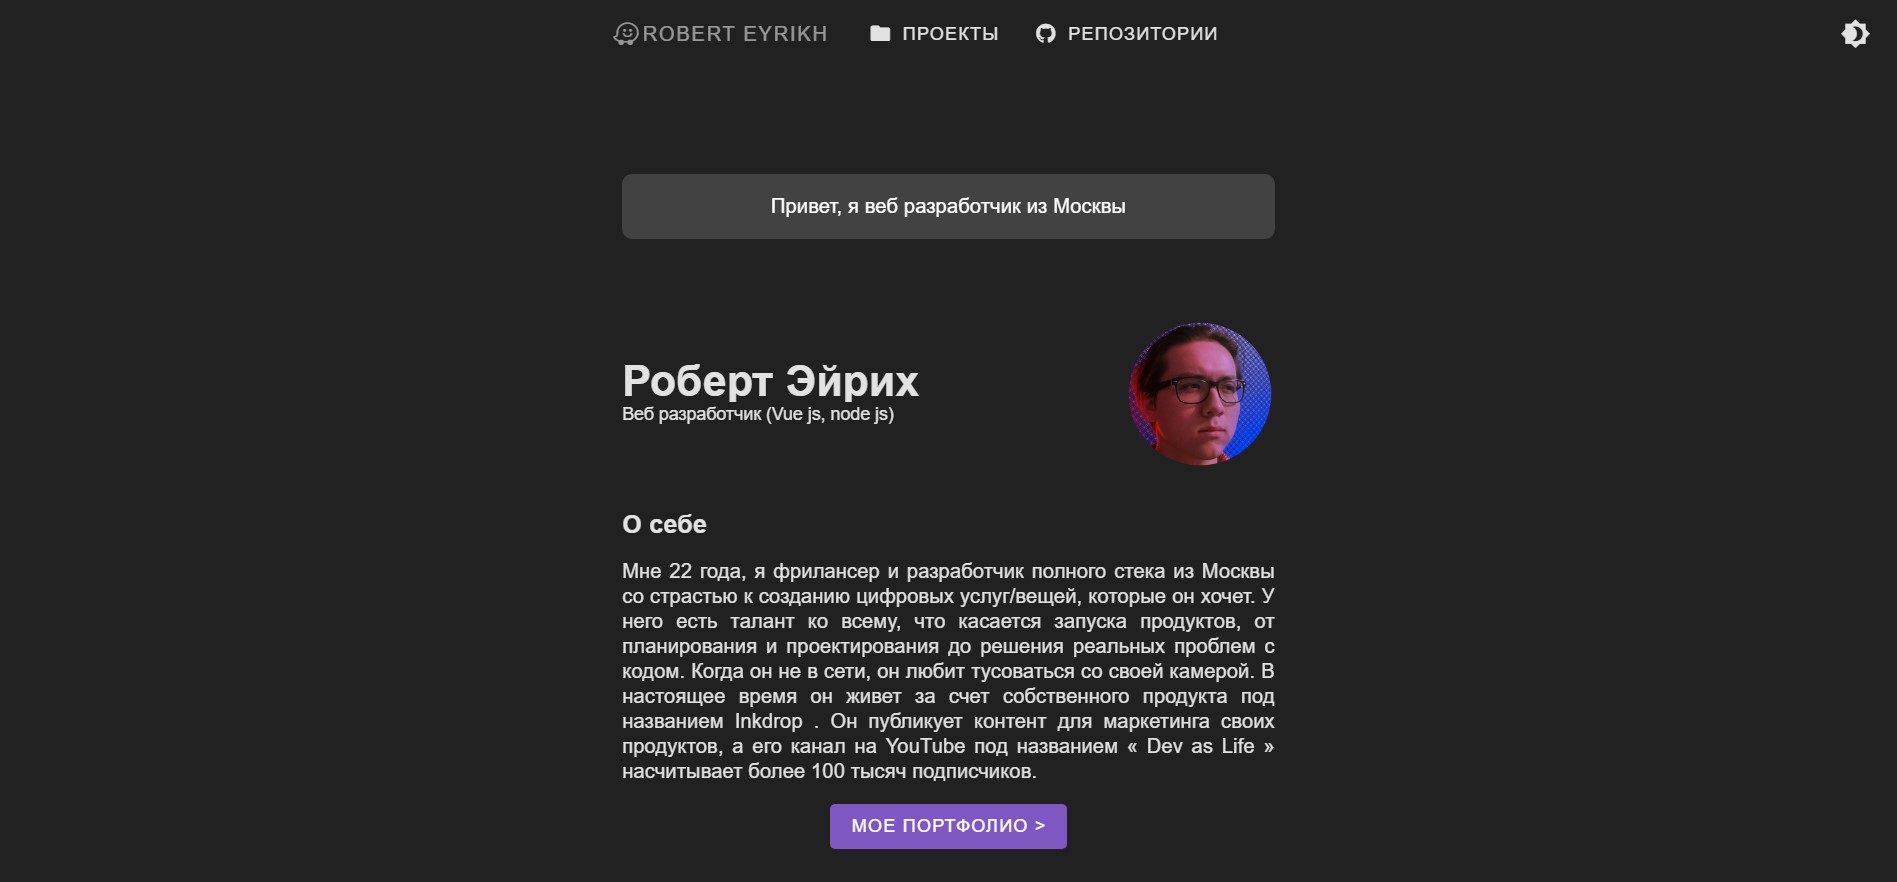 ROBERT EYRIKH
ПРОЕКТЫ
РЕПОЗИТОРИИ
Привет, я веб разработчик из Москвы
Роберт Эйрих
Веб разработчик (Vue js, node js)
О себе
Мне 22 года, я фрилансер и разработчик полного стека из Москвы
со страстью к созданию цифровых услуг/вещей, которые он хочет. У
него есть талант ко всему, что касается запуска продуктов, от
планирования и проектирования до решения реальных проблем с
кодом. Когда он не в сети, он любит тусоваться со своей камерой. В
настоящее время он живет за счет собственного продукта под
названием Inkdrop . Он публикует контент для маркетинга своих
продуктов, а его канал на YouTube под названием « Dev as Life »
насчитывает более 100 тысяч подписчиков.
МОЕ ПОРТФОЛИО >